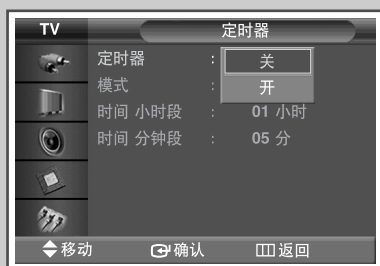 TV 定时器
定时器 : 关
模式 : 开
时间 小时段 : 01 小时
时间 分钟段 : 05 分
移动 确认 返回